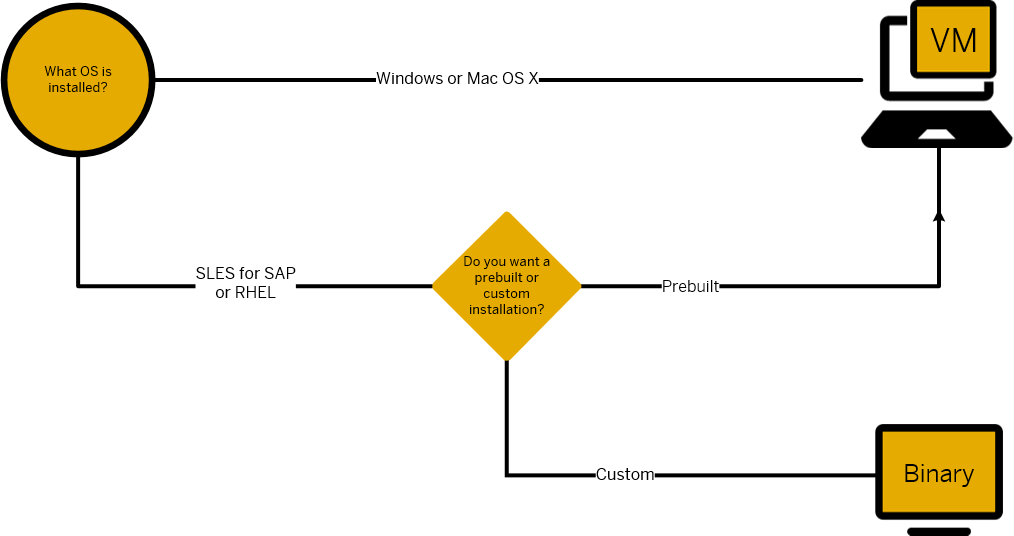 What OS is
installed?
Windows or Mac OS X
VM
SLES for SAP
or RHEL
Do you want a
prebuilt or
custom
installation?
Prebuilt
Custom
Binary